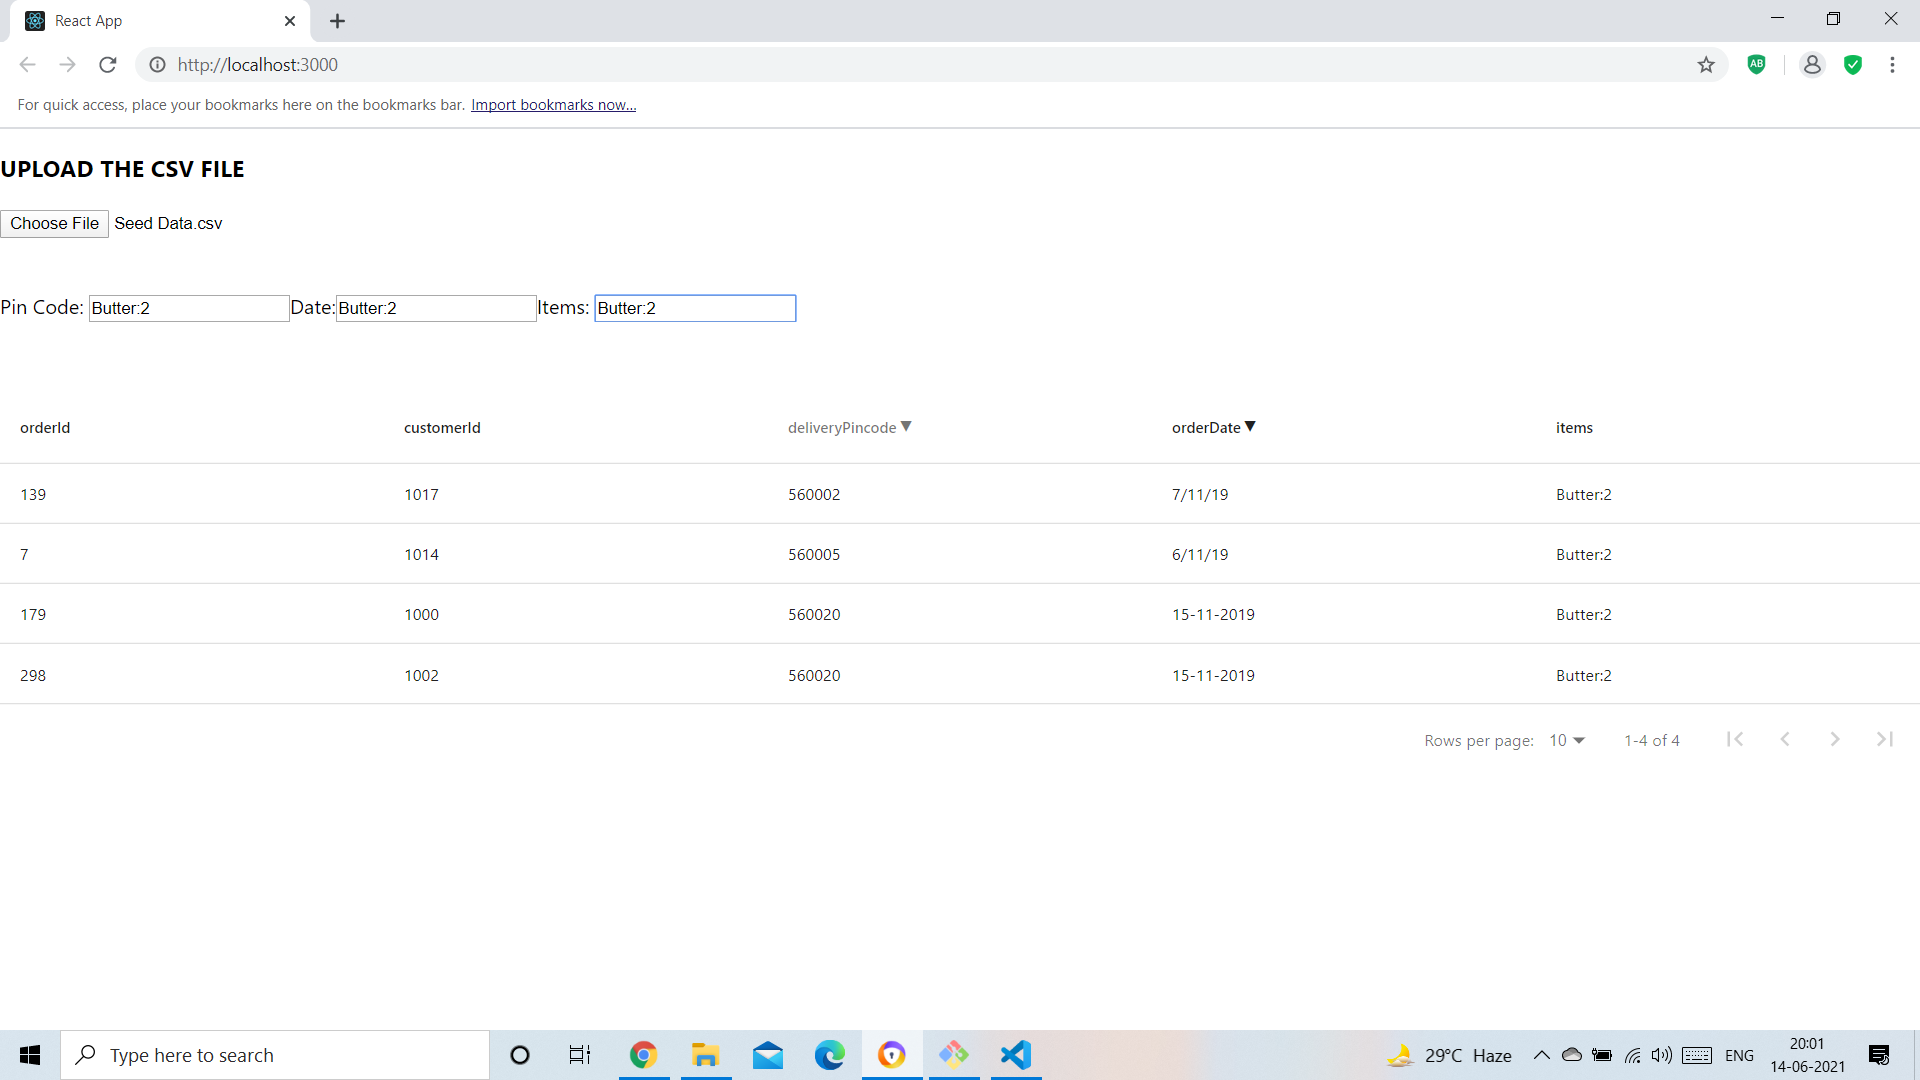 React App
http://localhost:3000
AB
For quick access, place your bookmarks here on the bookmarks bar. Import bookmarks now...
UPLOAD THE CSV FILE
Choose File Seed Data.csv
Pin Code: Butter:2 Date: Butter:2 Items: Butter:2
orderId customerId deliveryPincode ▼ orderDate ▼ items
139 1017 560002 7/11/19 Butter:2
7 1014 560005 6/11/19 Butter:2
179 1000 560020 15-11-2019 Butter:2
298 1002 560020 15-11-2019 Butter:2
Rows per page: 10 1-4 of 4
Type here to search
29°C Haze
ENG
20:01
14-06-2021